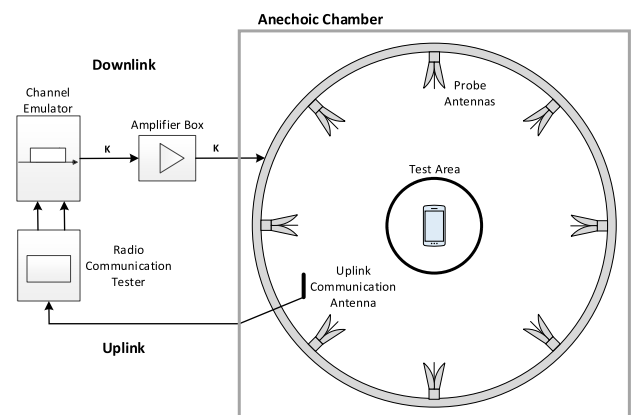 Anechoic Chamber
Downlink
Channel
Emulator
Amplifier Box
K
K
Probe
Antennas
Test Area
Radio
Communication
Tester
Uplink
Communication
Antenna
Uplink